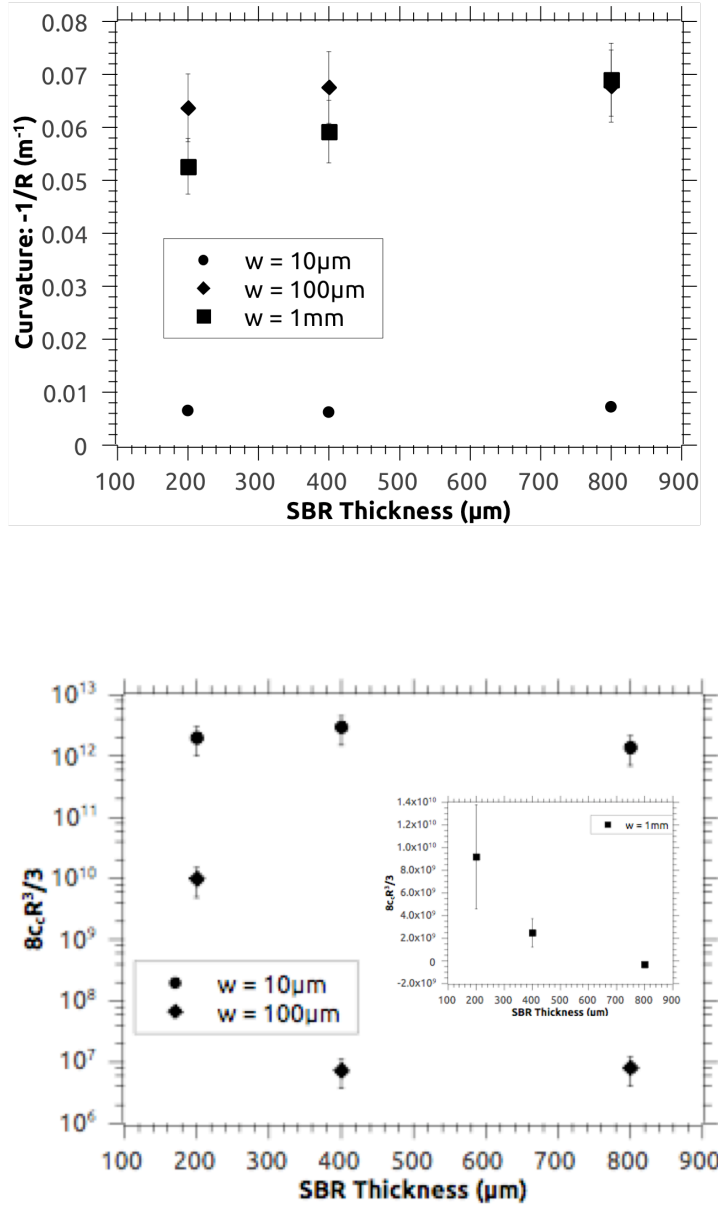 0.08
0.07
0.06
0.05
0.04
0.03
0.02
0.01
0
Curvature: -1/R (m⁻¹)
w = 10µm
w = 100µm
w = 1mm
100 200 300 400 500 600 700 800 900
SBR Thickness (µm)
10¹³
10¹²
10¹¹
10¹⁰
10⁹
10⁸
10⁷
10⁶
8c꜀R³/3
w = 10µm
w = 100µm
1.4x10¹⁰
1.2x10¹⁰
1.0x10¹⁰
8.0x10⁹
6.0x10⁹
4.0x10⁹
2.0x10⁹
0
-2.0x10⁹
8c꜀R³/3
w = 1mm
100 200 300 400 500 600 700 800 900
SBR Thickness (µm)
100 200 300 400 500 600 700 800 900
SBR Thickness (µm)